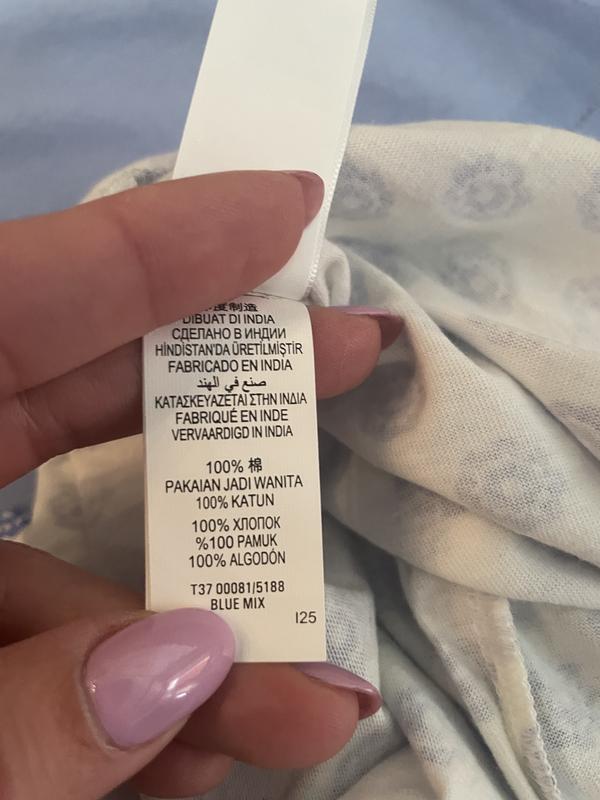 制造
DIBUAT DI INDIA
СДЕЛАНО В ИНДИИ
HİNDİSTAN'DA ÜRETİLMİŞTİR
FABRICADO EN INDIA
صنع في الهند
ΚΑΤΑΣΚΕΥΑΖΕΤΑΙ ΣΤΗΝ ΙΝΔΙΑ
FABRIQUÉ EN INDE
VERVAARDIGD IN INDIA
100% 棉
PAKAIAN JADI WANITA
100% KATUN
100% ХЛОПОК
%100 PAMUK
100% ALGODÓN
T37 00081/5188
BLUE MIX
I25